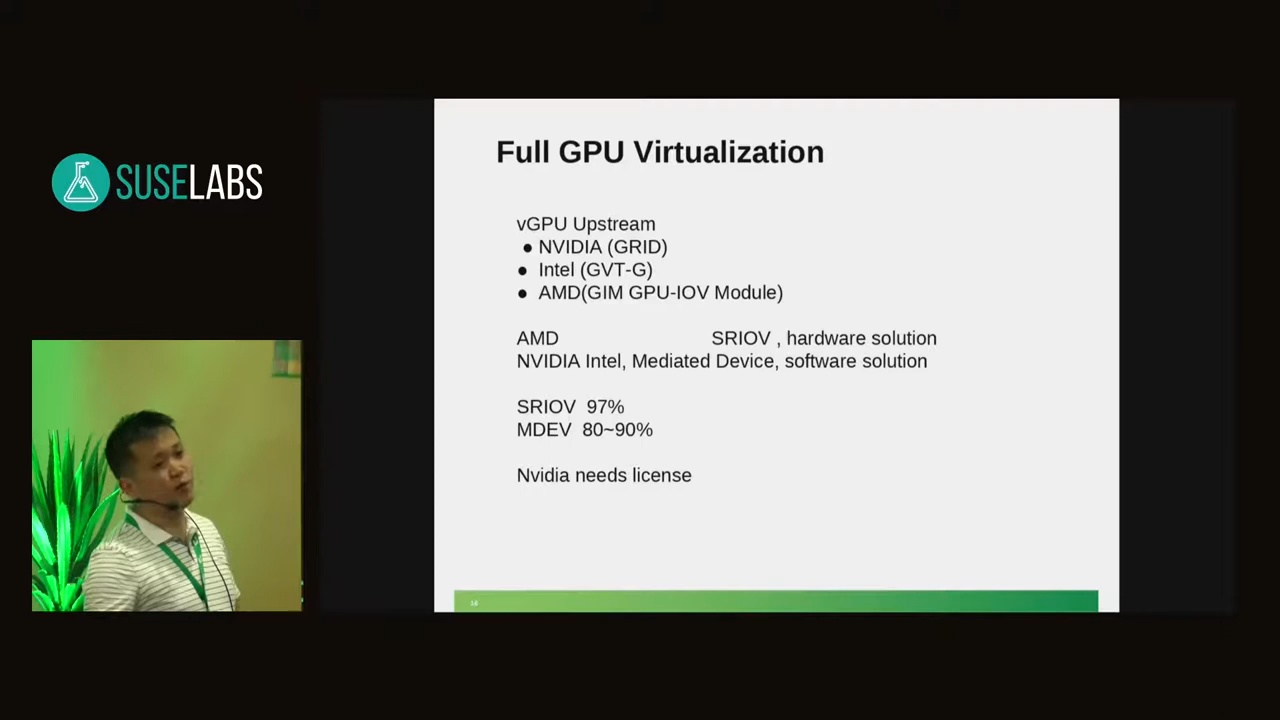 SUSELABS
Full GPU Virtualization
vGPU Upstream
● NVIDIA (GRID)
● Intel (GVT-G)
● AMD(GIM GPU-IOV Module)
AMD SRIOV , hardware solution
NVIDIA Intel, Mediated Device, software solution
SRIOV 97%
MDEV 80~90%
Nvidia needs license